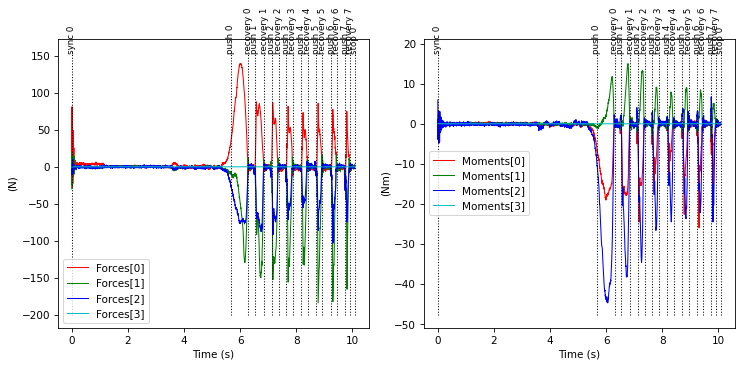 sync 0
push 0
recovery 0
push 1
recovery 1
push 2
recovery 2
push 3
recovery 3
push 4
recovery 4
push 5
recovery 5
push 6
recovery 6
push 7
recovery 7
stop 0
150
100
50
0
−50
−100
−150
−200
(N)
Forces[0]
Forces[1]
Forces[2]
Forces[3]
0
2
4
6
8
10
Time (s)
sync 0
push 0
recovery 0
push 1
recovery 1
push 2
recovery 2
push 3
recovery 3
push 4
recovery 4
push 5
recovery 5
push 6
recovery 6
push 7
recovery 7
stop 0
20
10
0
−10
−20
−30
−40
−50
(Nm)
Moments[0]
Moments[1]
Moments[2]
Moments[3]
0
2
4
6
8
10
Time (s)